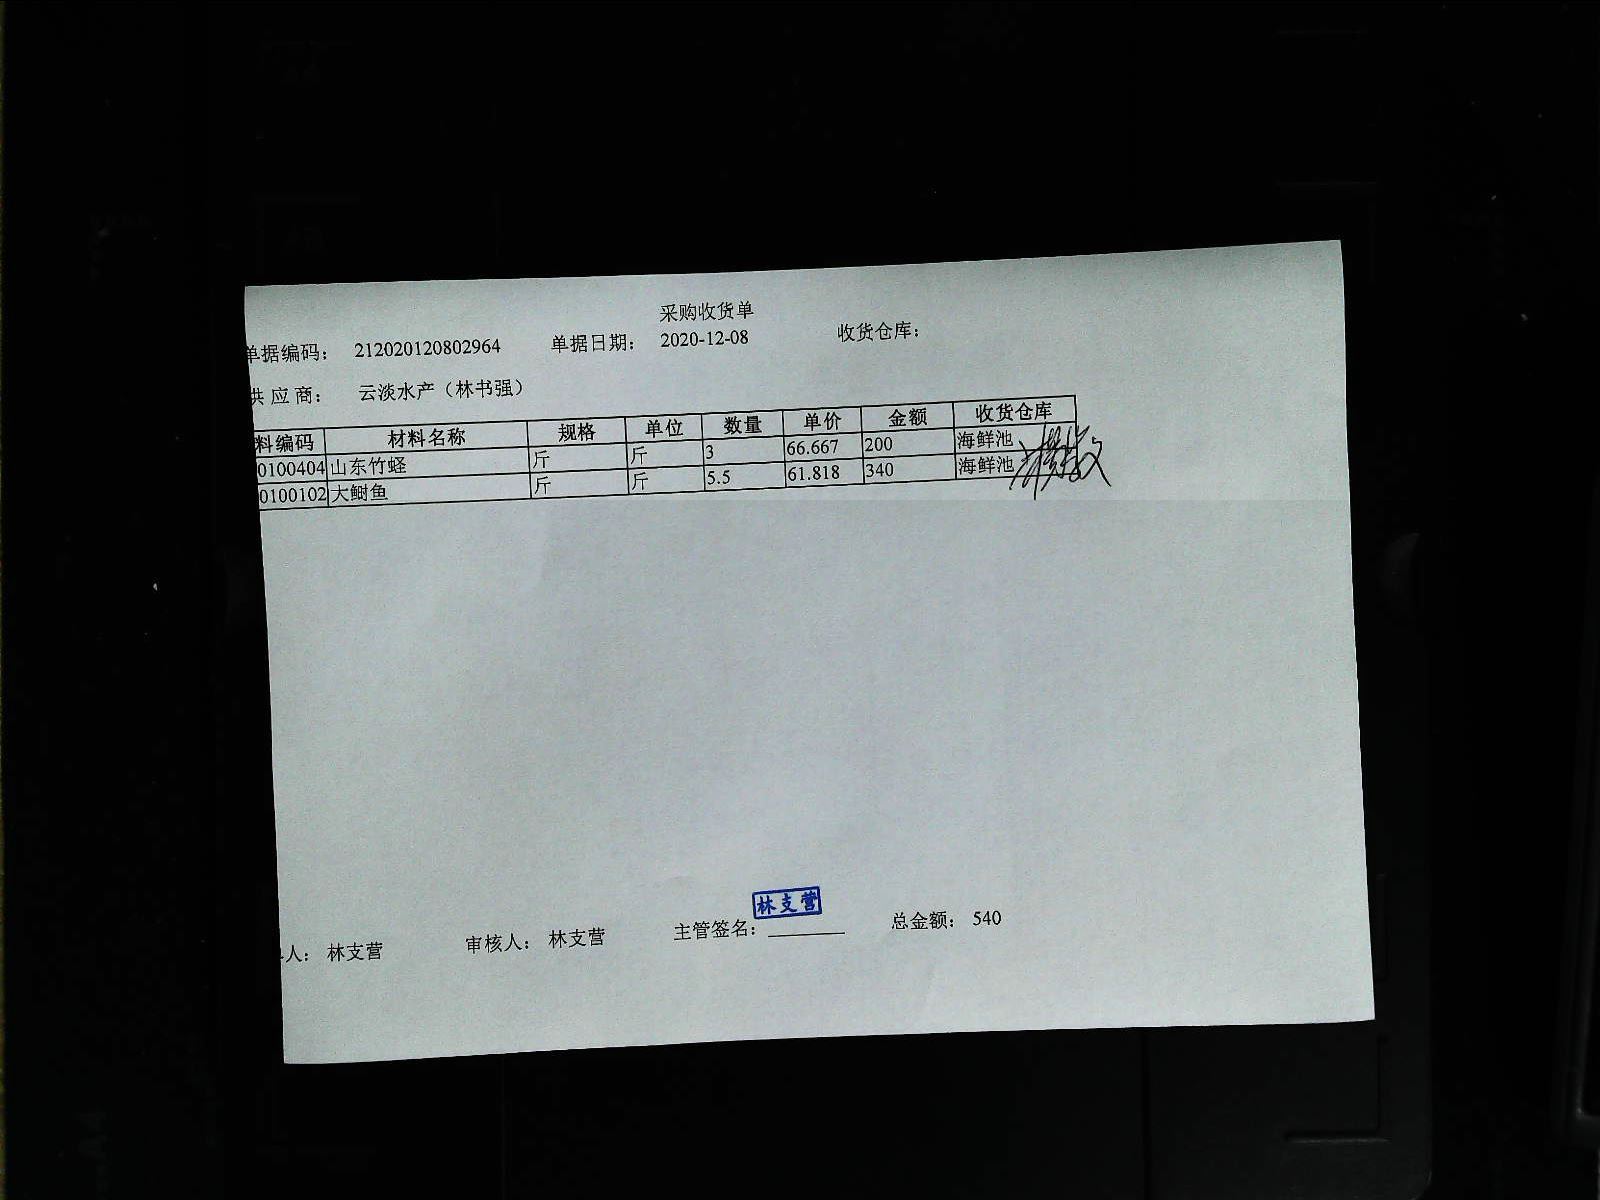 采购收货单
单据编码： 212020120802964 单据日期： 2020-12-08 收货仓库：
供 应 商： 云淡水产（林书强）
料编码 材料名称 规格 单位 数量 单价 金额 收货仓库
0100404 山东竹蛏 斤 斤 3 66.667 200 海鲜池
0100102 大鲥鱼 斤 斤 5.5 61.818 340 海鲜池
林支营
人： 林支营 审核人： 林支营 主管签名： 总金额： 540